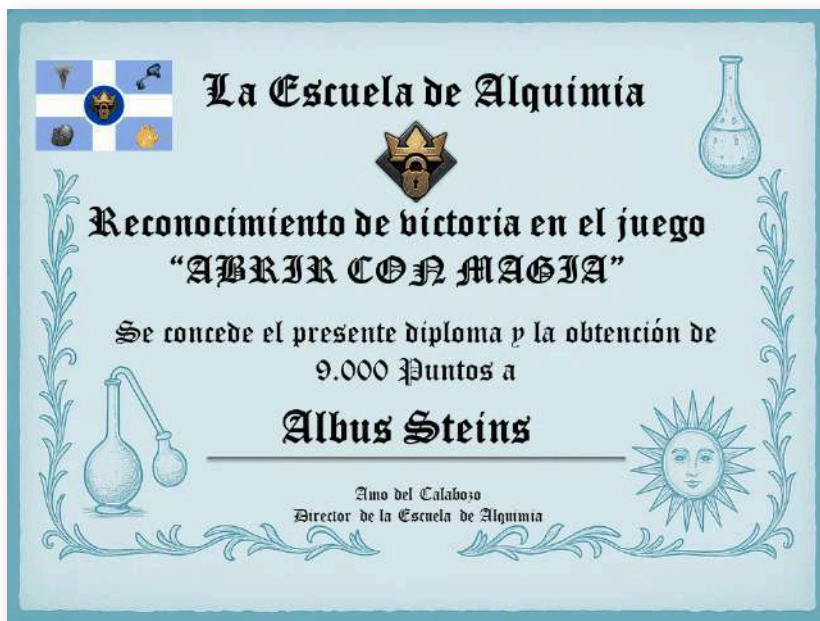 La Escuela de Alquimia
Reconocimiento de victoria en el juego
“ABRIR CON MAGIA”
Se concede el presente diploma y la obtención de
9.000 Puntos a
Albus Steins
Amo del Calabozo
Director de la Escuela de Alquimia